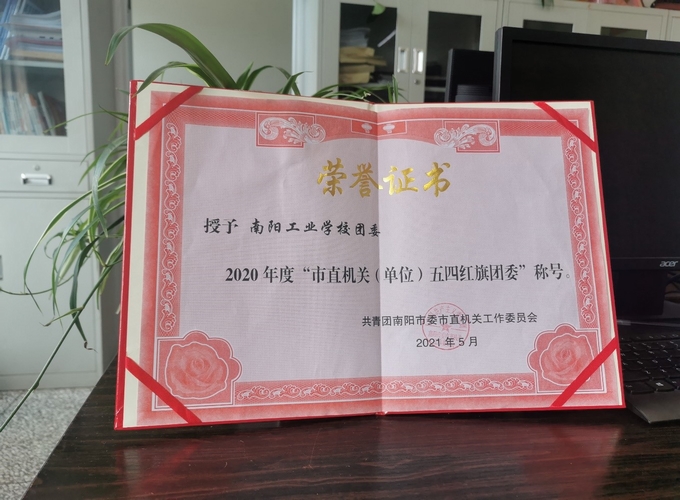 荣誉证书
授予 南阳工业学校团委
2020年度“市直机关（单位）五四红旗团委”称号。
共青团南阳市委市直机关工作委员会
2021年5月
acer